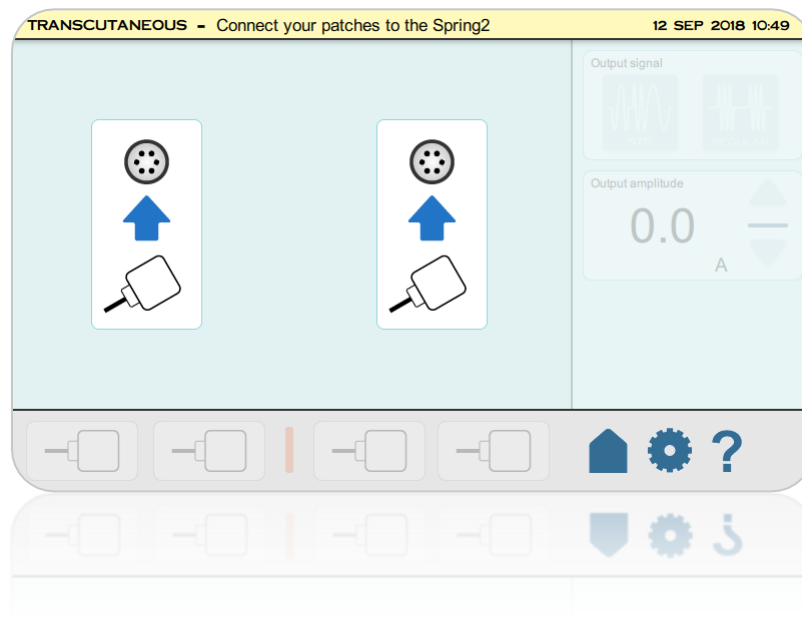 TRANSCUTANEOUS - Connect your patches to the Spring2
12 SEP 2018 10:49
Output signal
Output amplitude
0.0
A
?